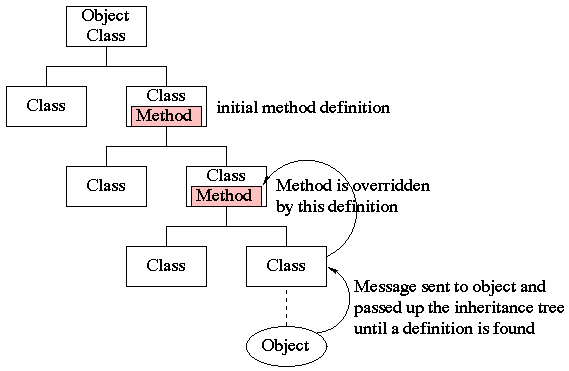 Object
Class
Class
Class
Method
initial method definition
Class
Class
Method
Method is overridden
by this definition
Class
Class
Message sent to object and
passed up the inheritance tree
until a definition is found
Object